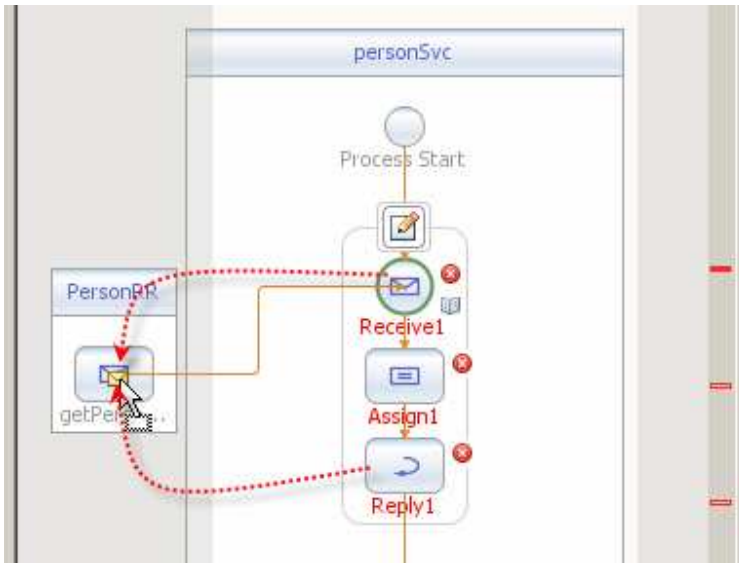 personSvc
Process Start
PersonRR
Receive1
Assign1
Reply1